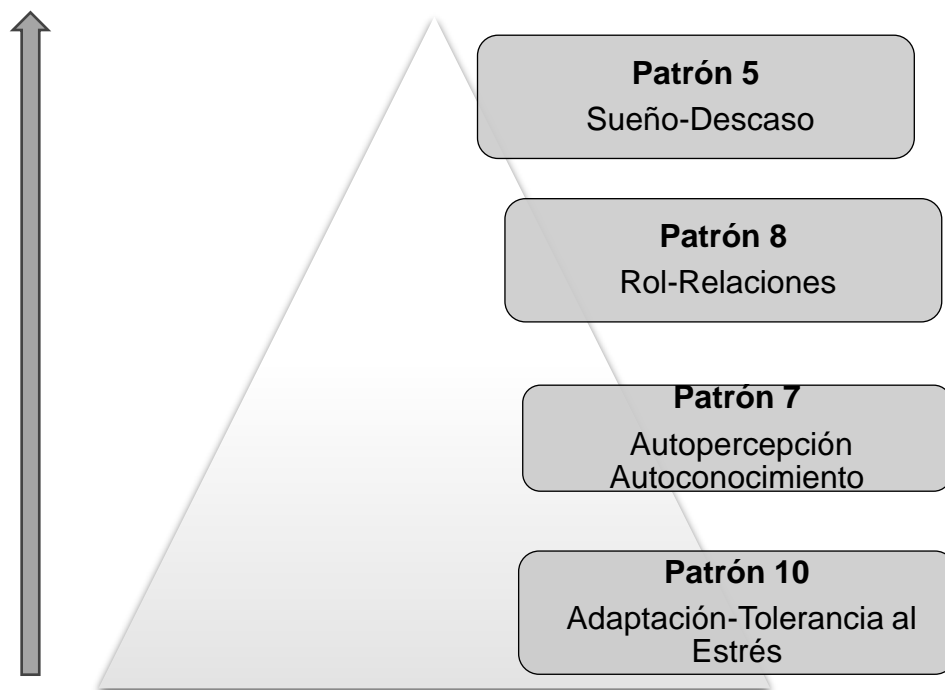 Patrón 5
Sueño-Descaso
Patrón 8
Rol-Relaciones
Patrón 7
Autopercepción
Autoconocimiento
Patrón 10
Adaptación-Tolerancia al
Estrés